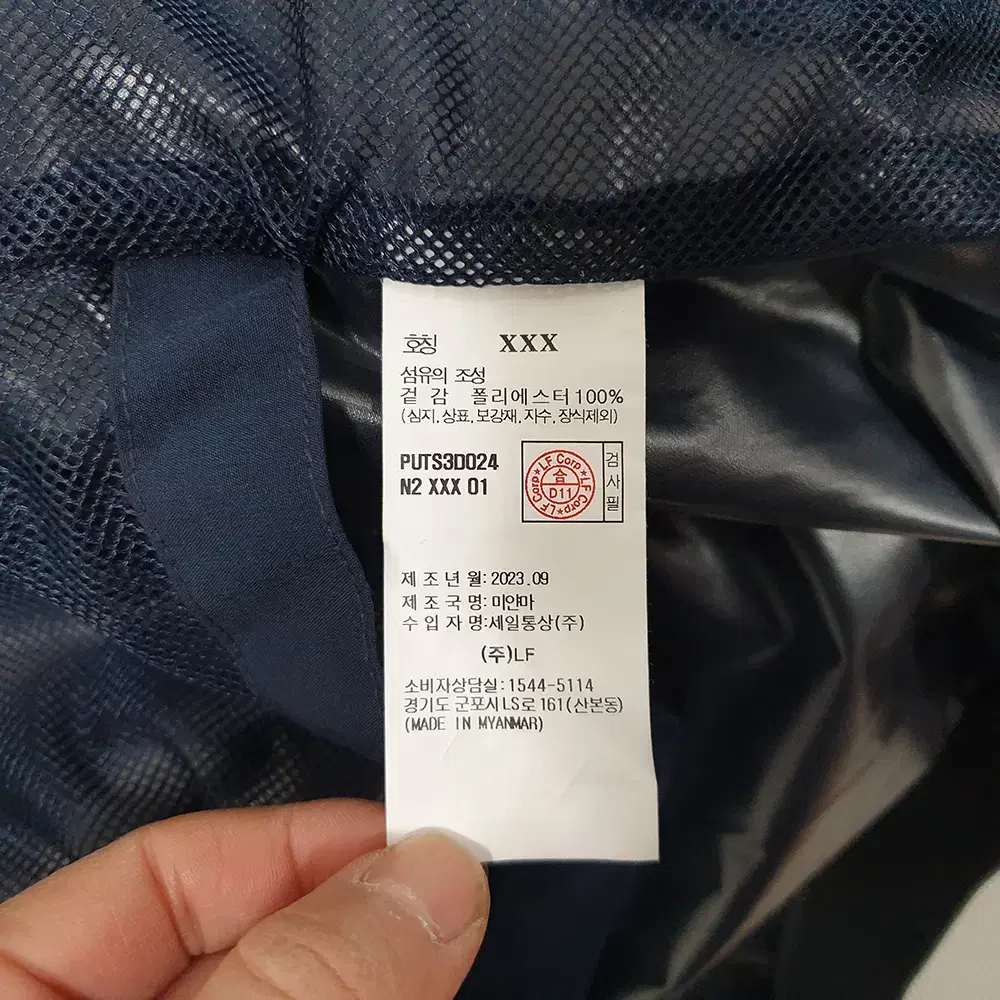 호칭 XXX
섬유의 조성
겉 감 폴리에스터 100%
(심지, 상표, 보강재, 자수, 장식제외)
PUTS3D024
N2 XXX 01
LF Corp★LF Corp★LF Corp★
合
D11
검사필
제 조 년 월: 2023.09
제 조 국 명: 미얀마
수 입 자 명:세일통상(주)
(주)LF
소비자상담실:1544-5114
경기도 군포시 LS로 161(산본동)
(MADE IN MYANMAR)